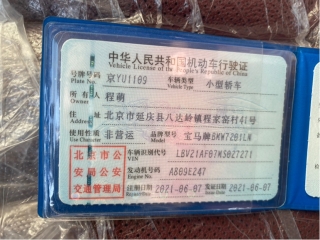 中华人民共和国机动车行驶证
Vehicle License of the People's Republic of China
号牌号码 京YU1109 车辆类型 小型轿车
Plate No. Vehicle Type
所有人 程萌
Owner
住址 北京市延庆县八达岭镇程家窑村41号
Address
使用性质 非营运 品牌型号 宝马牌BMW7201LN
Use Character Model
北京市公安局公安交通管理局
车辆识别代号 LBV21AF07MS027271
VIN
发动机号码 A809E247
Engine No.
注册日期 2021-06-07 发证日期 2021-06-07